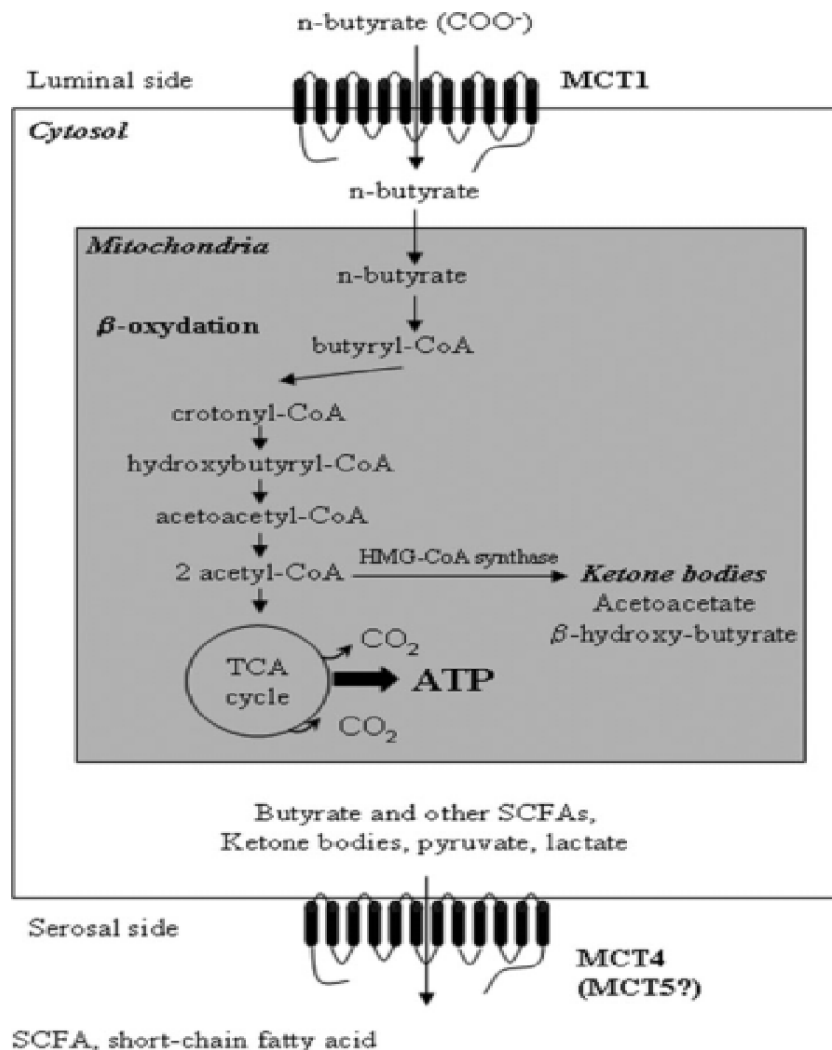 n-butyrate (COO-)
Luminal side
MCT1
Cytosol
n-butyrate
Mitochondria
n-butyrate
β-oxydation
butyryl-CoA
crotonyl-CoA
hydroxybutyryl-CoA
acetoacetyl-CoA
2 acetyl-CoA
HMG-CoA synthase
Ketone bodies
Acetoacetate
β-hydroxy-butyrate
CO2
TCA
cycle
ATP
CO2
Butyrate and other SCFAs,
Ketone bodies, pyruvate, lactate
Serosal side
MCT4
(MCT5?)
SCFA, short-chain fatty acid